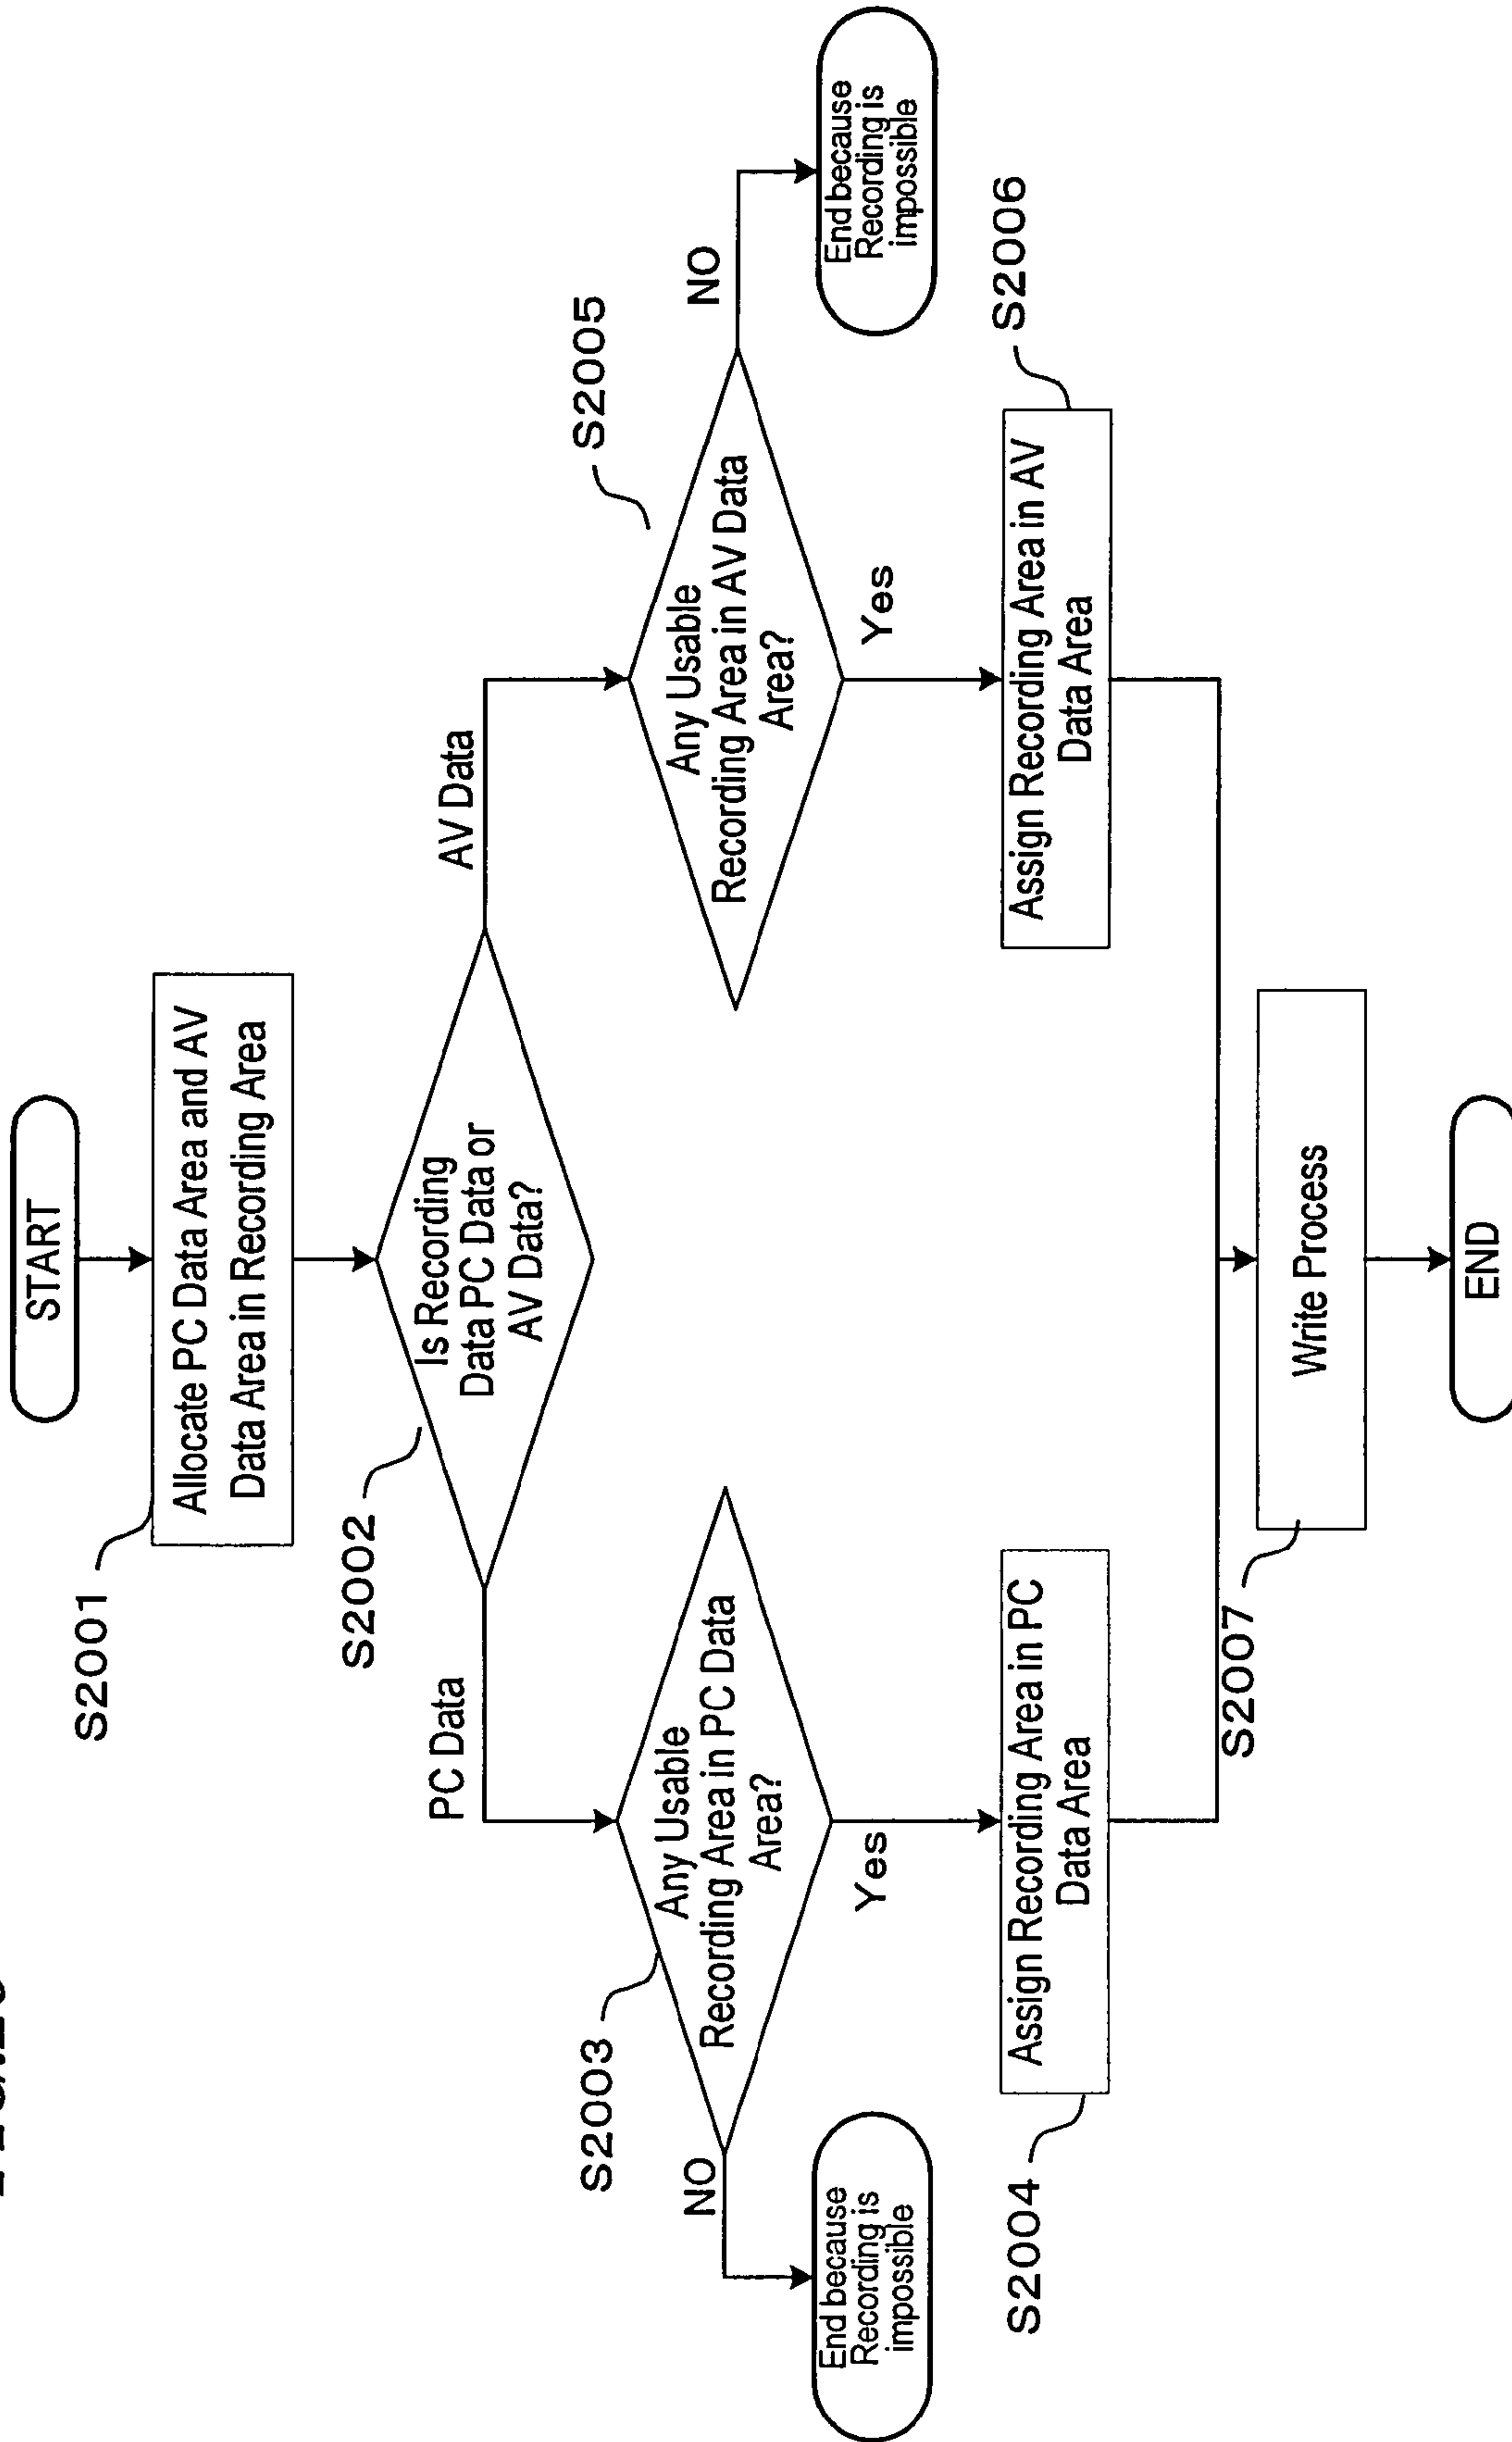 START
S2001
Allocate PC Data Area and AV
Data Area in Recording Area
S2002
Is Recording
Data PC Data or
AV Data?
PC Data
AV Data
S2003
Any Usable
Recording Area in PC Data
Area?
S2005
Any Usable
Recording Area in AV Data
Area?
NO
Yes
Yes
NO
End because
Recording is
impossible
End because
Recording is
impossible
S2004
Assign Recording Area in PC
Data Area
Assign Recording Area in AV
Data Area
S2006
S2007
Write Process
END